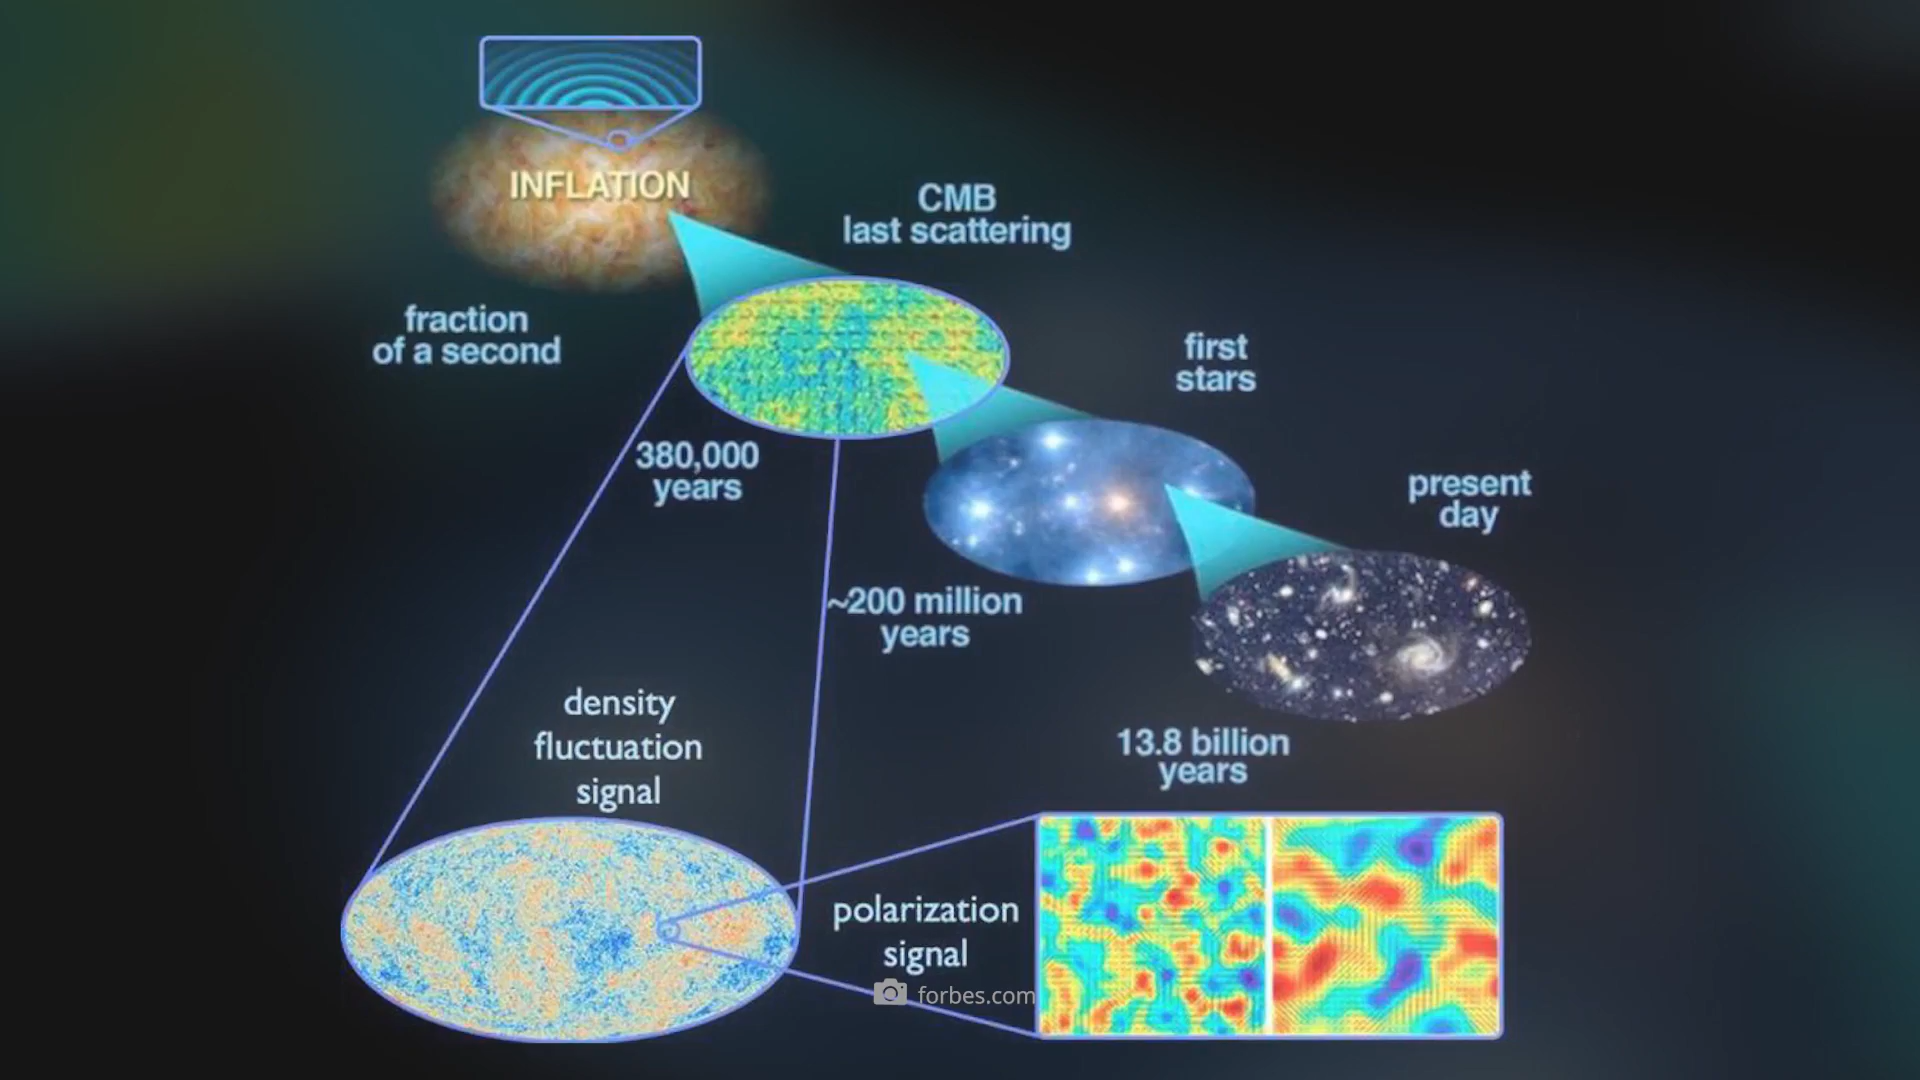 INFLATION
CMB
last scattering
fraction
of a second
first
stars
380,000
years
present
day
~200 million
years
density
fluctuation
signal
13.8 billion
years
polarization
signal
forbes.com